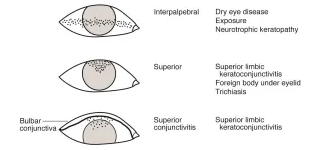 Interpalpebral
Dry eye disease
Exposure
Neurotrophic keratopathy
Superior
Superior limbic
keratoconjunctivitis
Foreign body under eyelid
Trichiasis
Bulbar
conjunctiva
Superior
conjunctivitis
Superior limbic
keratoconjunctivitis